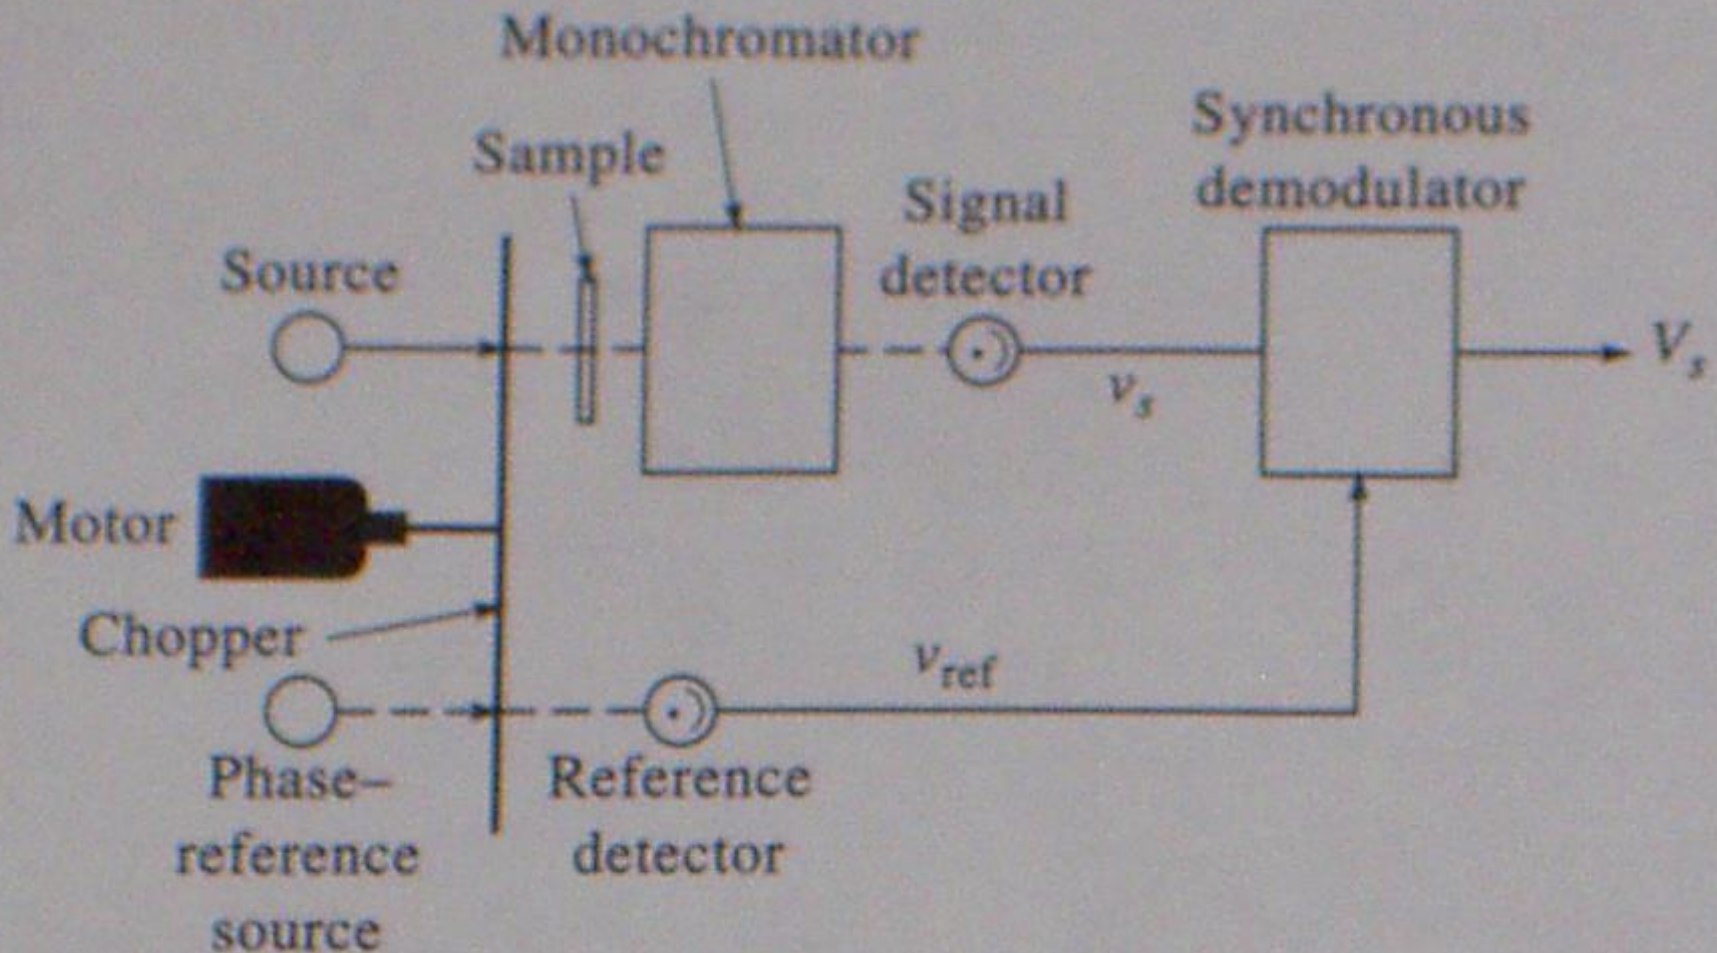 Monochromator
Sample
Synchronous
demodulator
Signal
detector
Source
V_s
v_s
Motor
Chopper
v_ref
Phase–
reference
source
Reference
detector